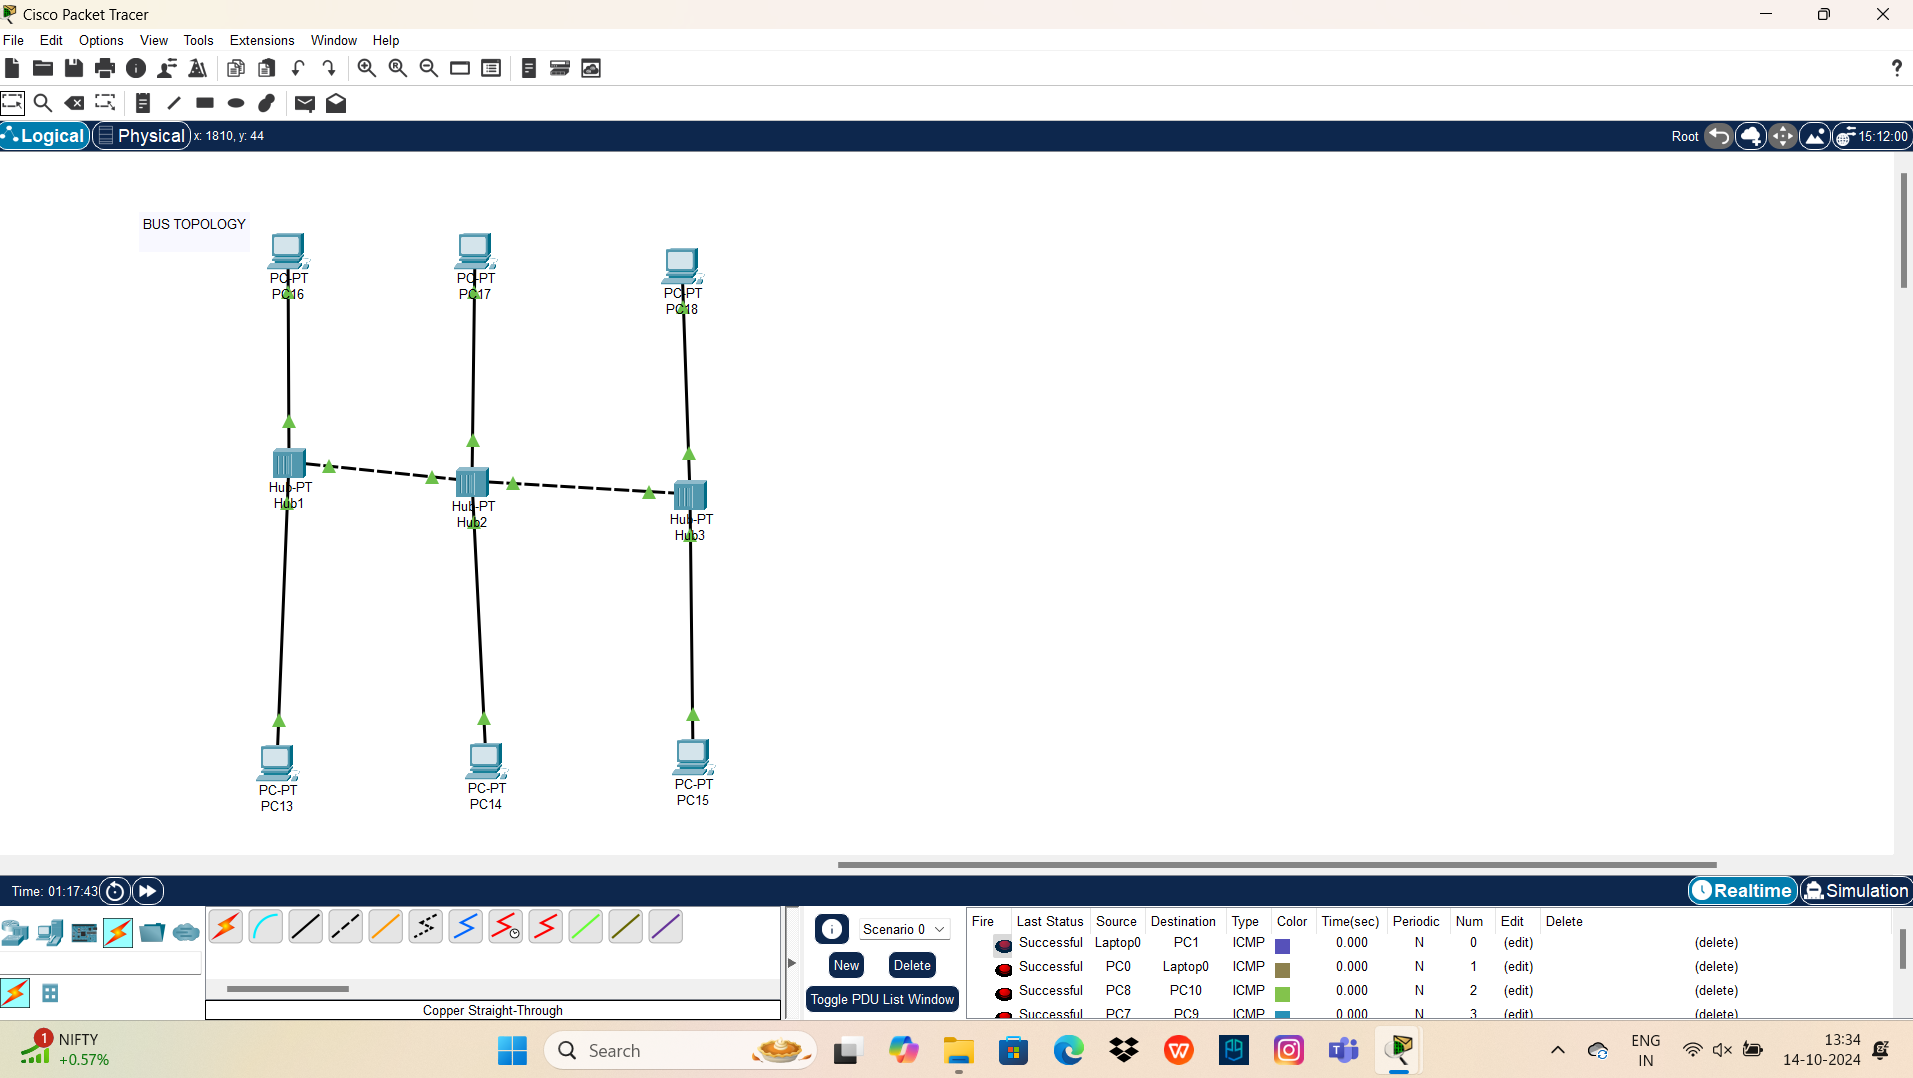 Cisco Packet Tracer
File Edit Options View Tools Extensions Window Help
?
Logical Physical x: 1810, y: 44 Root 15:12:00
BUS TOPOLOGY
PC-PT
PC16
PC-PT
PC17
PC-PT
PC18
Hub-PT
Hub1
Hub-PT
Hub2
Hub-PT
Hub3
PC-PT
PC13
PC-PT
PC14
PC-PT
PC15
Time: 01:17:43 Realtime Simulation
Scenario 0
New Delete
Toggle PDU List Window
Copper Straight-Through
Fire Last Status Source Destination Type Color Time(sec) Periodic Num Edit Delete
Successful Laptop0 PC1 ICMP 0.000 N 0 (edit) (delete)
Successful PC0 Laptop0 ICMP 0.000 N 1 (edit) (delete)
Successful PC8 PC10 ICMP 0.000 N 2 (edit) (delete)
Successful PC7 PC9 ICMP 0.000 N 3 (edit) (delete)
1 NIFTY
+0.57%
Search
ENG
IN
13:34
14-10-2024